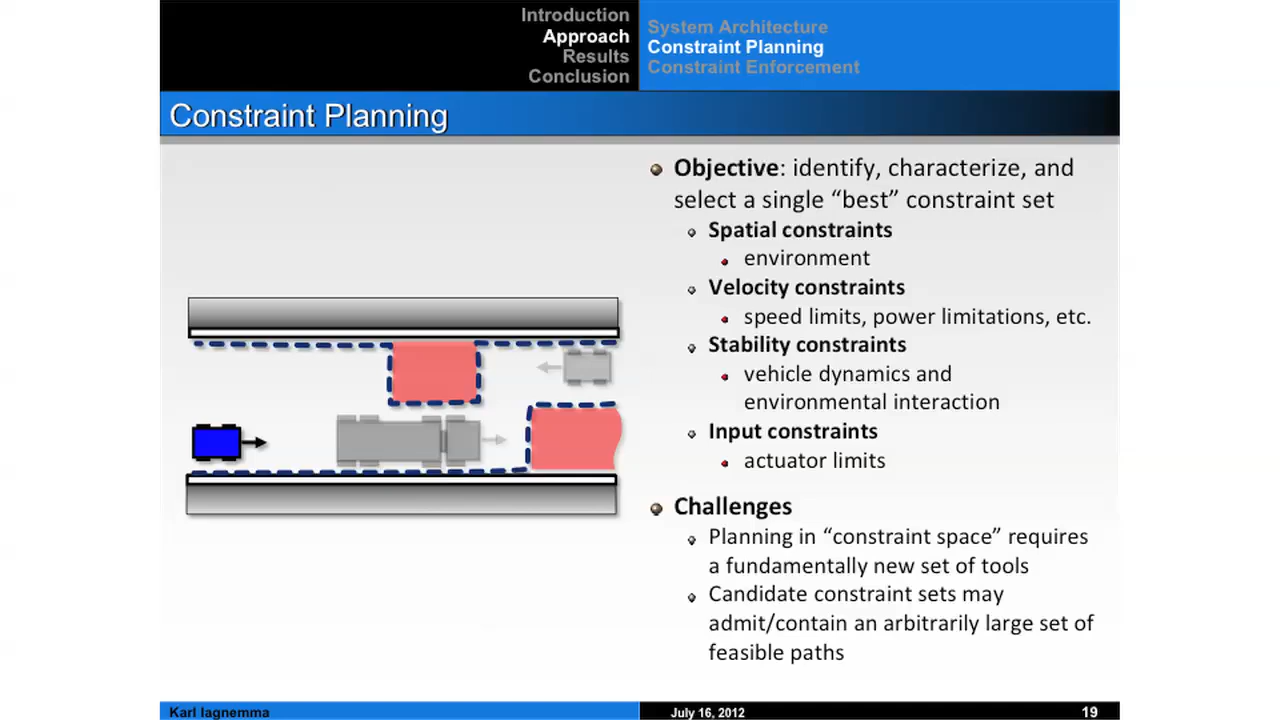 Introduction
Approach
Results
Conclusion
System Architecture
Constraint Planning
Constraint Enforcement
Constraint Planning
Objective: identify, characterize, and
select a single “best” constraint set
Spatial constraints
environment
Velocity constraints
speed limits, power limitations, etc.
Stability constraints
vehicle dynamics and
environmental interaction
Input constraints
actuator limits
Challenges
Planning in “constraint space” requires
a fundamentally new set of tools
Candidate constraint sets may
admit/contain an arbitrarily large set of
feasible paths
Karl Iagnemma
July 16, 2012
19